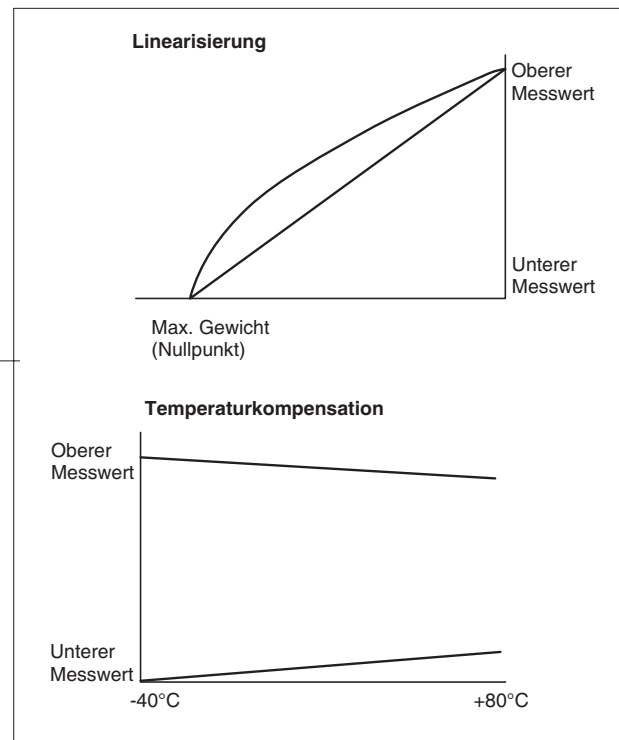 Linearisierung
Oberer
Messwert
Unterer
Messwert
Max. Gewicht
(Nullpunkt)
Temperaturkompensation
Oberer
Messwert
Unterer
Messwert
-40°C
+80°C